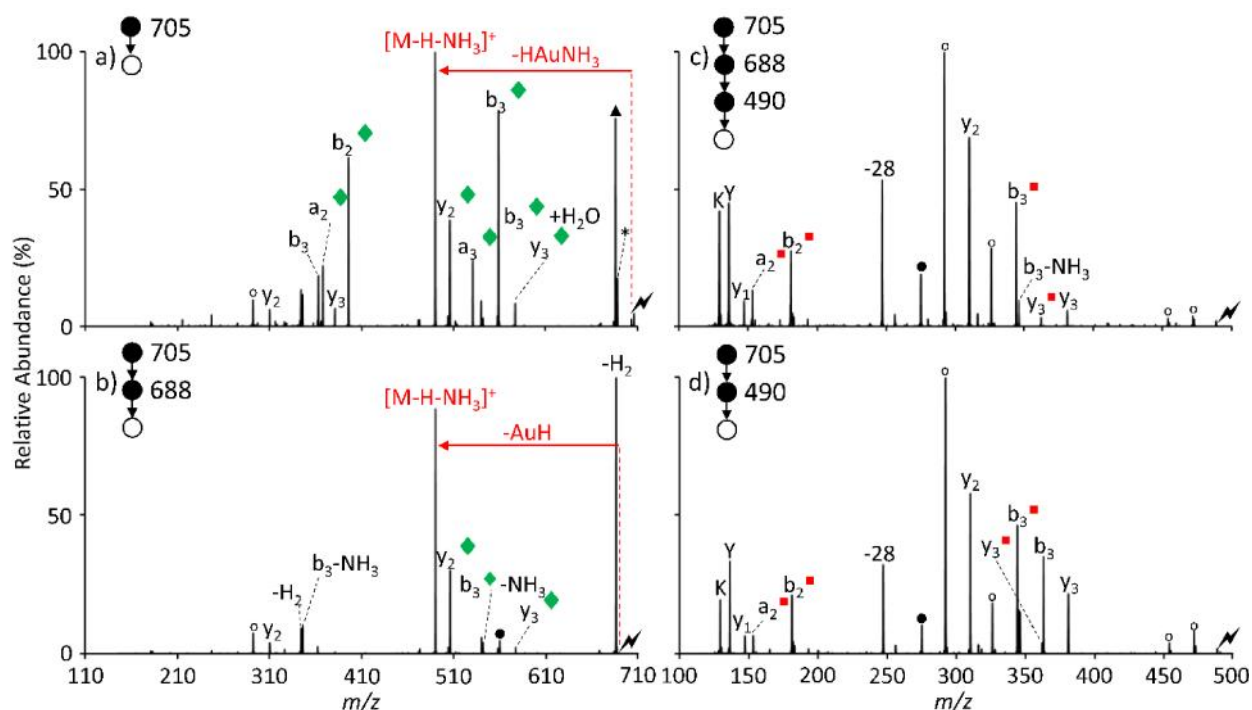 Relative Abundance (%)
a)
705
100
50
0
[M-H-NH₃]⁺
-HAuNH₃
b₃
b₂
a₂
b₃
y₂
a₃
b₃ +H₂O
y₃
*
o
y₂
y₃
b)
705
688
100
50
0
[M-H-NH₃]⁺
-AuH
-H₂
y₂
b₃ -NH₃
y₃
b₃-NH₃
-H₂
o
y₂
110 210 310 410 510 610 710
m/z
c)
705
688
490
o
y₂
-28
K
Y
b₃
b₂
a₂
y₁
o
b₃-NH₃
y₃
y₃
o
o
d)
705
490
o
y₂
b₃
y₃
b₃
-28
Y
K
b₂
a₂
y₁
o
y₃
o
o
100 150 200 250 300 350 400 450 500
m/z